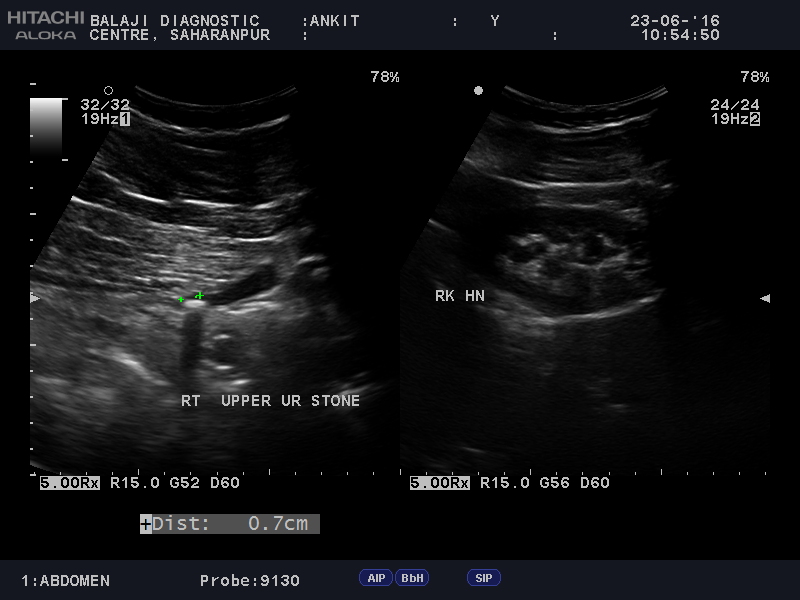 HITACHI BALAJI DIAGNOSTIC :ANKIT : Y 23-06-'16
ALOKA CENTRE, SAHARANPUR : : 10:54:50
78% 78%
32/32 24/24
19Hz1 19Hz2
RK HN
RT UPPER UR STONE
5.00Rx R15.0 G52 D60 5.00Rx R15.0 G56 D60
+Dist: 0.7cm
1:ABDOMEN Probe:9130 AIP BbH SIP